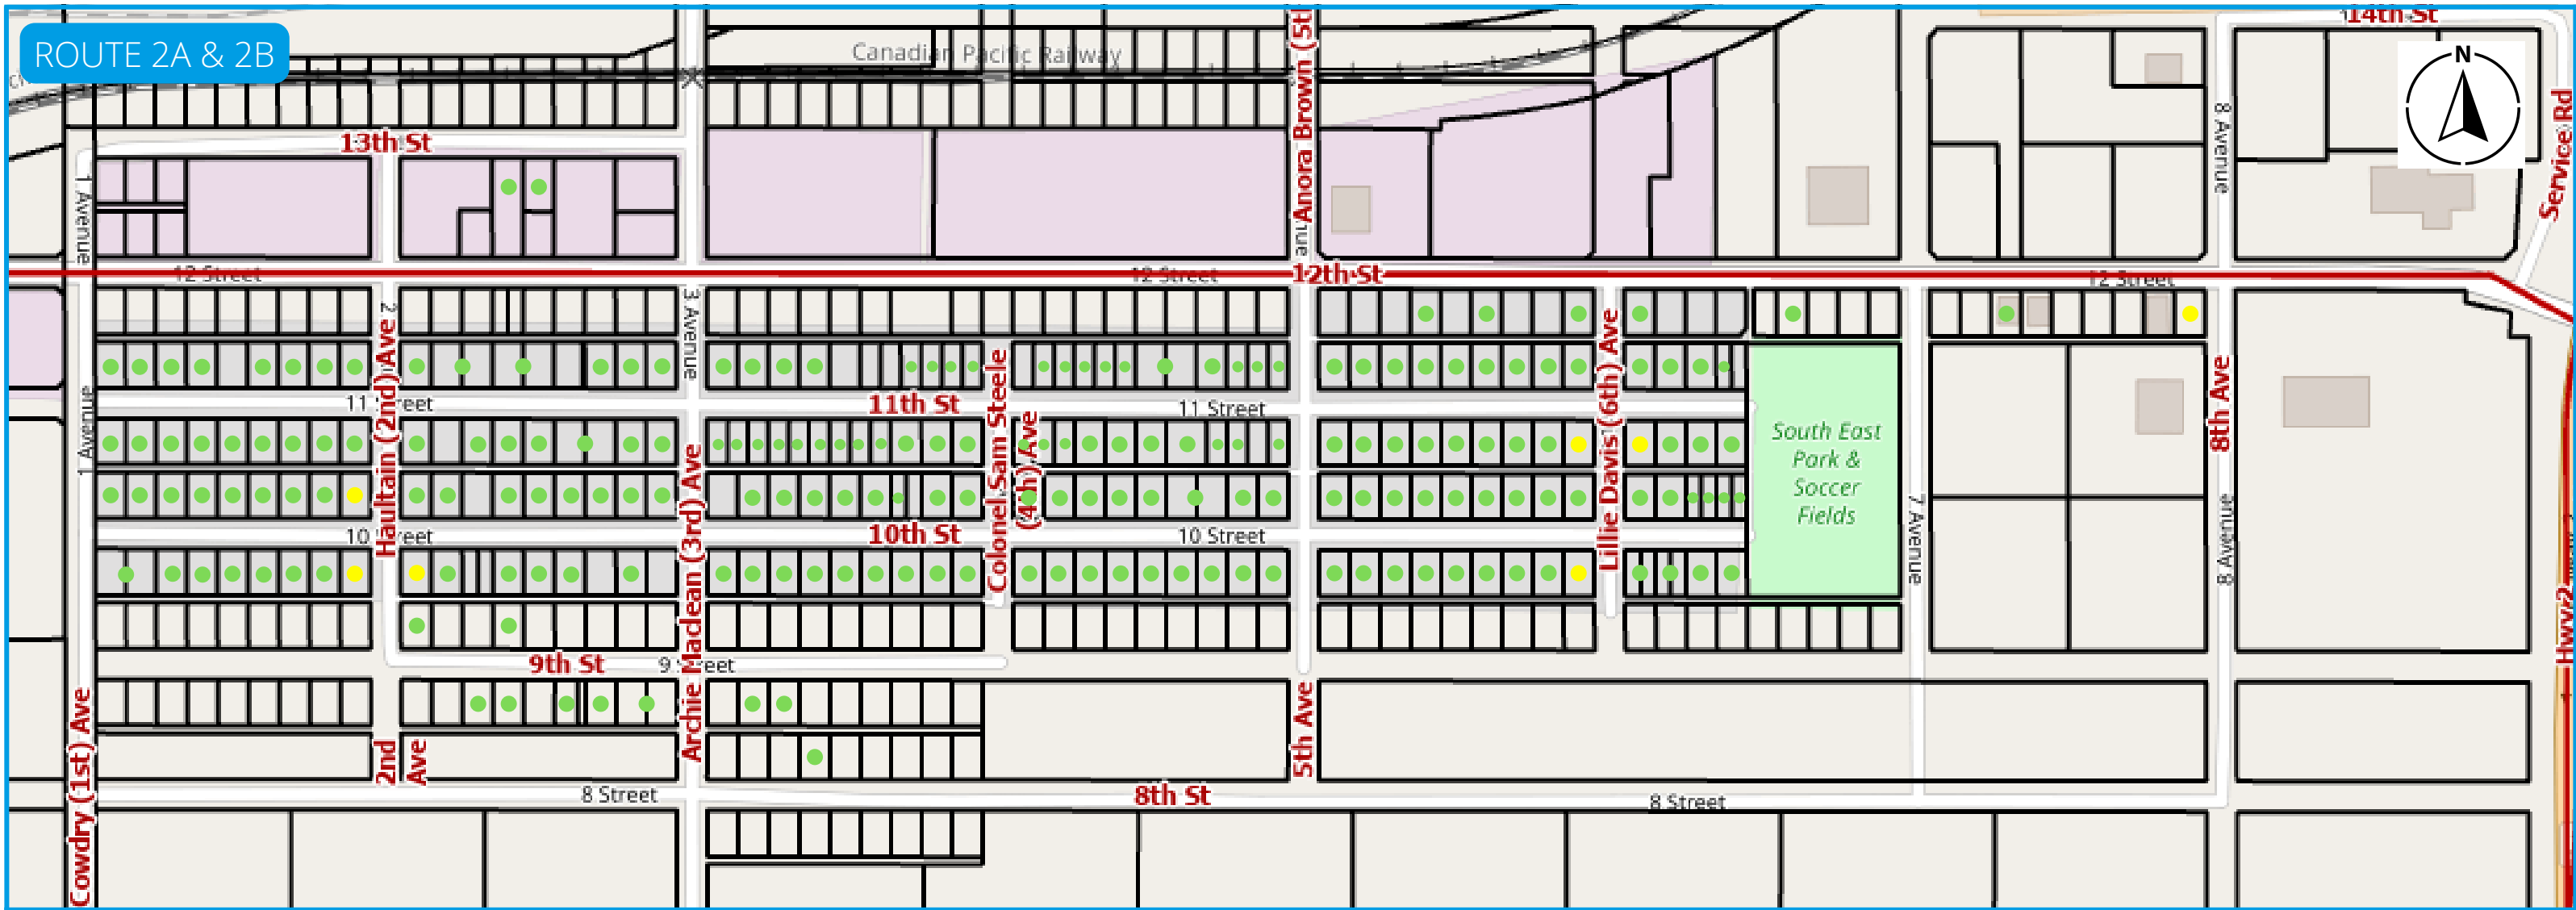 ROUTE 2A & 2B
14th St
N
Canadian Pacific Railway
Anora Brown (5th
Service Rd
8 Avenue
13th St
1 Avenue
12 Street
12 Street
12th St
12 Street
2
3 Avenue
Haultain (2nd) Ave
Lillie Davis (6th) Ave
8th Ave
11 Street
11th St
Colonel Sam Steele
(4th) Ave
11 Street
1 Avenue
South East
Park &
Soccer
Fields
10 Street
Archie Maclean (3rd) Ave
10th St
10 Street
7 Avenue
8 Avenue
Hwy 2
9th St
9 Street
Cowdry (1st) Ave
2nd
Ave
5th Ave
8 Street
8th St
8 Street